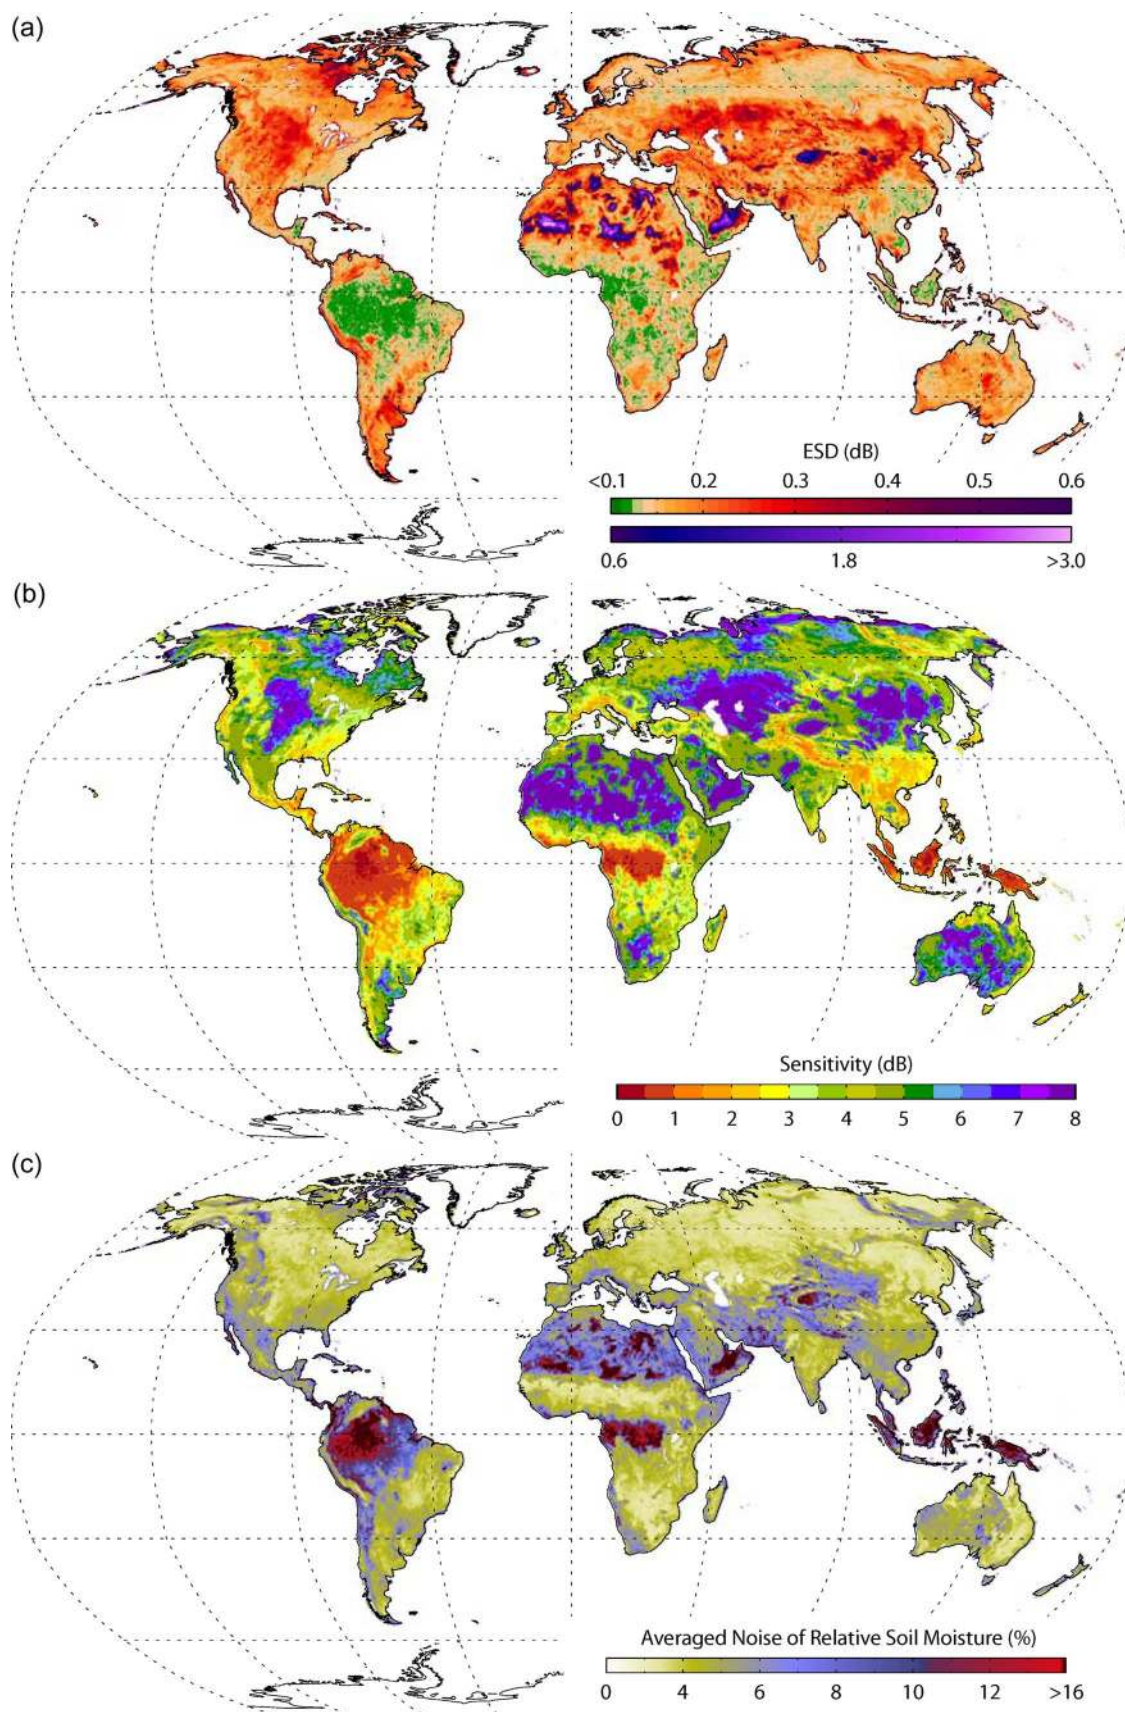 (a)
ESD (dB)
<0.1 0.2 0.3 0.4 0.5 0.6
0.6 1.8 >3.0
(b)
Sensitivity (dB)
0 1 2 3 4 5 6 7 8
(c)
Averaged Noise of Relative Soil Moisture (%)
0 4 6 8 10 12 >16